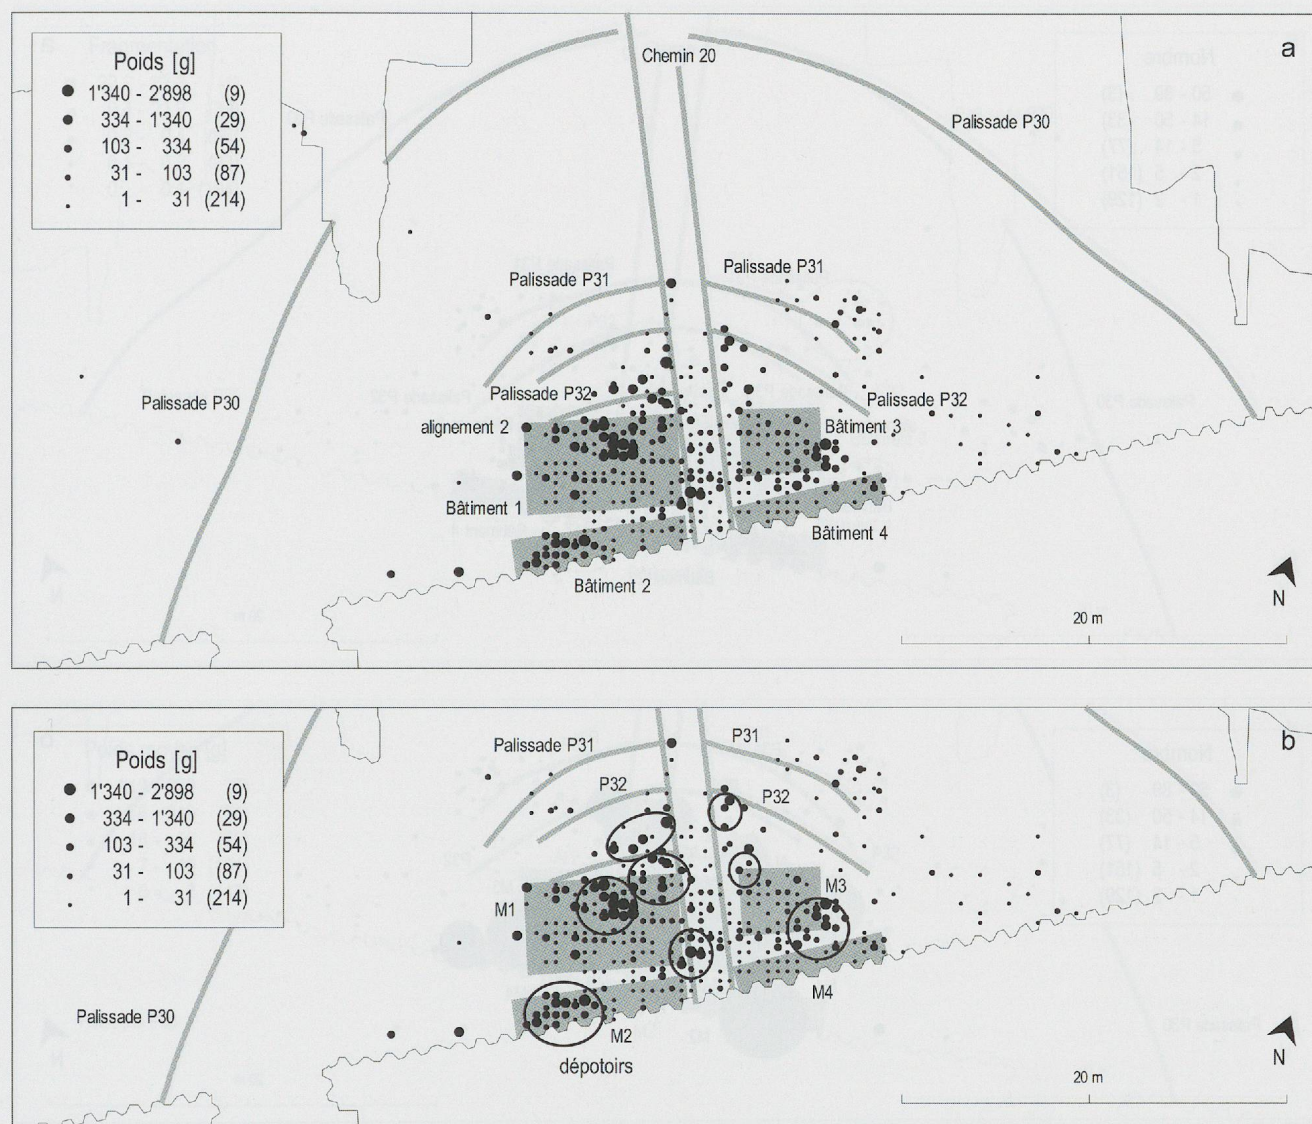 a
Poids [g]
1'340 - 2'898 (9)
334 - 1'340 (29)
103 - 334 (54)
31 - 103 (87)
1 - 31 (214)
Chemin 20
Palissade P30
Palissade P31
Palissade P31
Palissade P32
Palissade P32
Palissade P30
alignement 2
Bâtiment 3
Bâtiment 1
Bâtiment 4
Bâtiment 2
N
20 m
b
Poids [g]
1'340 - 2'898 (9)
334 - 1'340 (29)
103 - 334 (54)
31 - 103 (87)
1 - 31 (214)
Palissade P31
P31
P32
P32
M1
M3
M4
Palissade P30
M2
dépotoirs
N
20 m